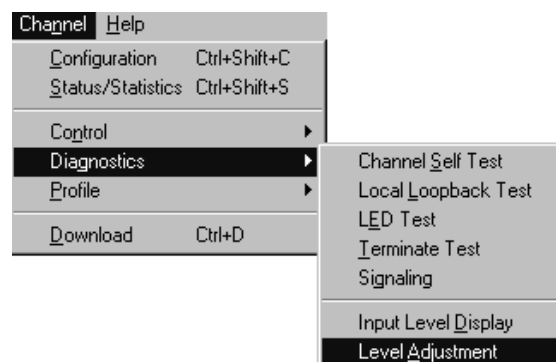 Channel Help
Configuration Ctrl+Shift+C
Status/Statistics Ctrl+Shift+S
Control
Diagnostics
Profile
Download Ctrl+D
Channel Self Test
Local Loopback Test
LED Test
Terminate Test
Signaling
Input Level Display
Level Adjustment